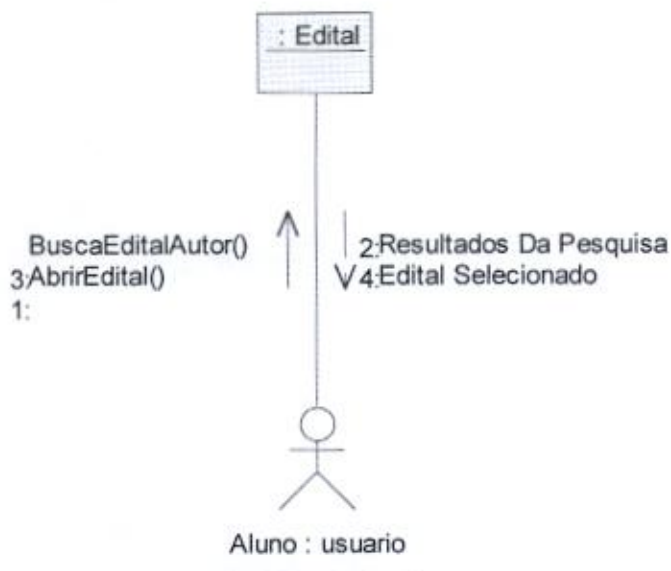 : Edital
BuscaEditalAutor()
3:AbrirEdital()
1:
2:Resultados Da Pesquisa
4:Edital Selecionado
Aluno : usuario